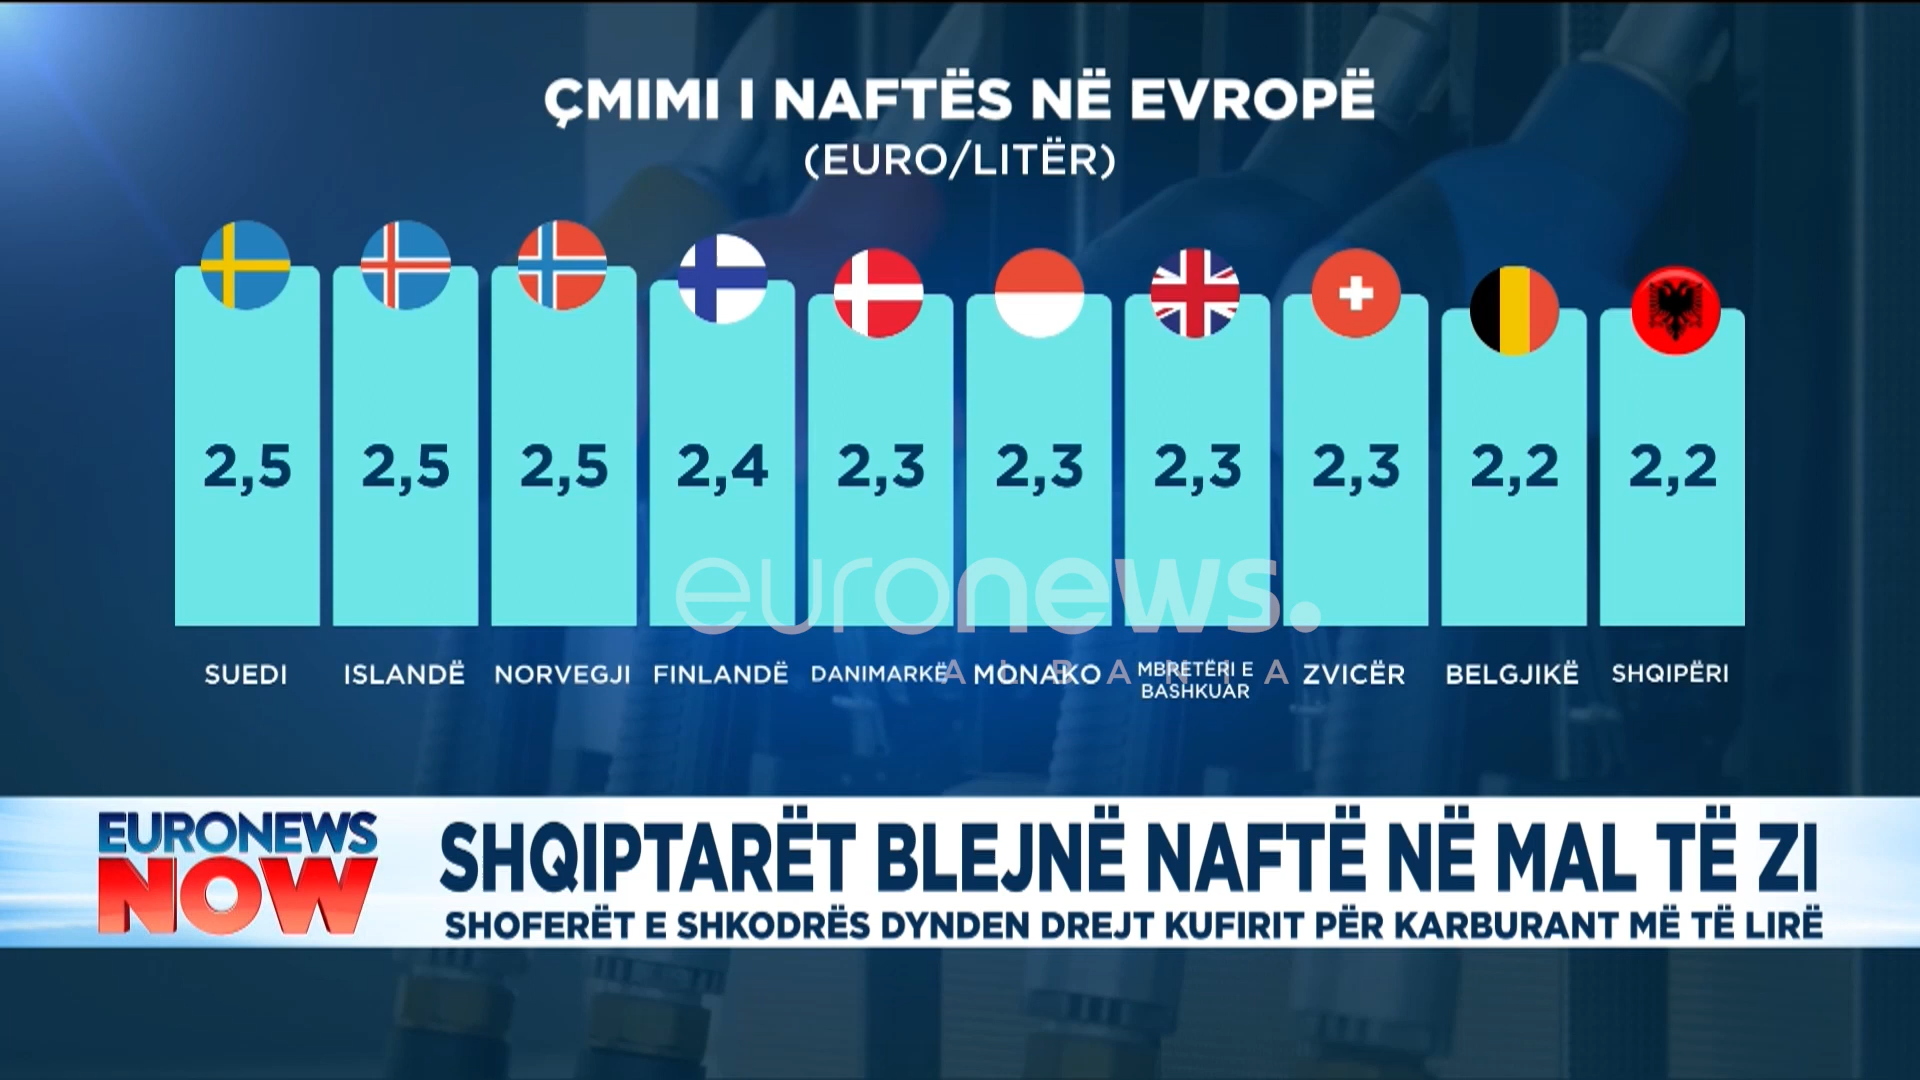 ÇMIMI I NAFTËS NË EVROPË
(EURO/LITËR)
2,5 2,5 2,5 2,4 2,3 2,3 2,3 2,3 2,2 2,2
euronews.
ALBANIA
SUEDI ISLANDË NORVEGJI FINLANDË DANIMARKË MONAKO MBRETËRI E BASHKUAR ZVICËR BELGJIKË SHQIPËRI
EURONEWS
NOW
SHQIPTARËT BLEJNË NAFTË NË MAL TË ZI
SHOFERËT E SHKODRËS DYNDEN DREJT KUFIRIT PËR KARBURANT MË TË LIRË